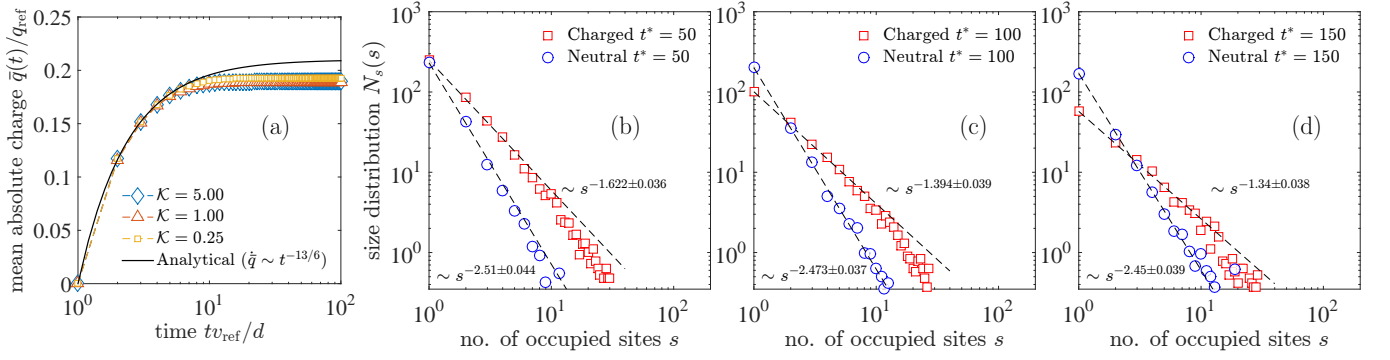 mean absolute charge q̄(t)/q_ref
0.25
0.2
0.15
0.1
0.05
0
(a)
𝒦 = 5.00
𝒦 = 1.00
𝒦 = 0.25
Analytical (q̇̂ ~ t^{-13/6})
10^0
10^1
10^2
time tv_ref/d
size distribution N_s(s)
10^3
10^2
10^1
10^0
Charged t* = 50
Neutral t* = 50
(b)
~ s^{-1.622±0.036}
~ s^{-2.51±0.044}
10^0
10^1
10^2
no. of occupied sites s
10^3
10^2
10^1
10^0
Charged t* = 100
Neutral t* = 100
(c)
~ s^{-1.394±0.039}
~ s^{-2.473±0.037}
10^0
10^1
10^2
no. of occupied sites s
10^3
10^2
10^1
10^0
Charged t* = 150
Neutral t* = 150
(d)
~ s^{-1.34±0.038}
~ s^{-2.45±0.039}
10^0
10^1
10^2
no. of occupied sites s